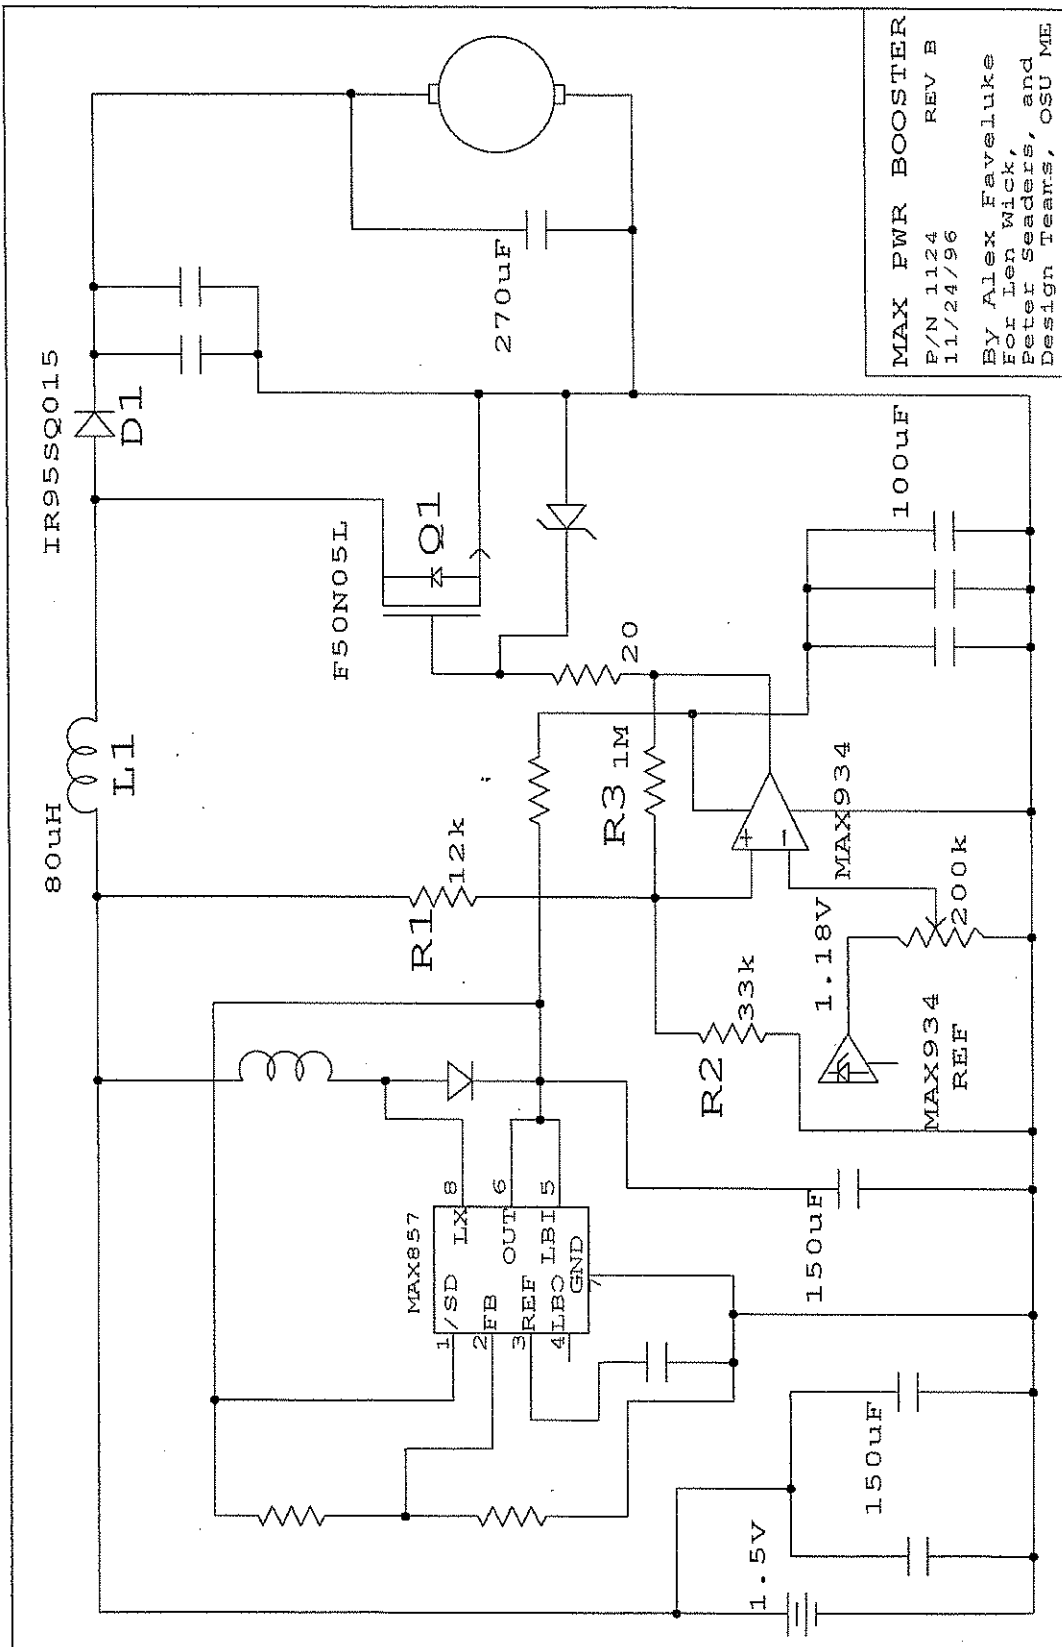 MAX PWR BOOSTER
P/N 1124 REV B
11/24/96
By Alex Faveluke
For Len Wick,
Peter Seaders, and
Design Teams, OSU ME
IR95SQ015
D1
80uH
L1
F50N05L
Q1
270uF
20
R3 1M
R1 12k
R2 33k
MAX934
1.18V
200k
MAX934
REF
100uF
MAX857
1 /SD
2 FB
3 REF
4 LBO
GND
7
LX 8
OUT 6
LBI 5
150uF
150uF
1.5V